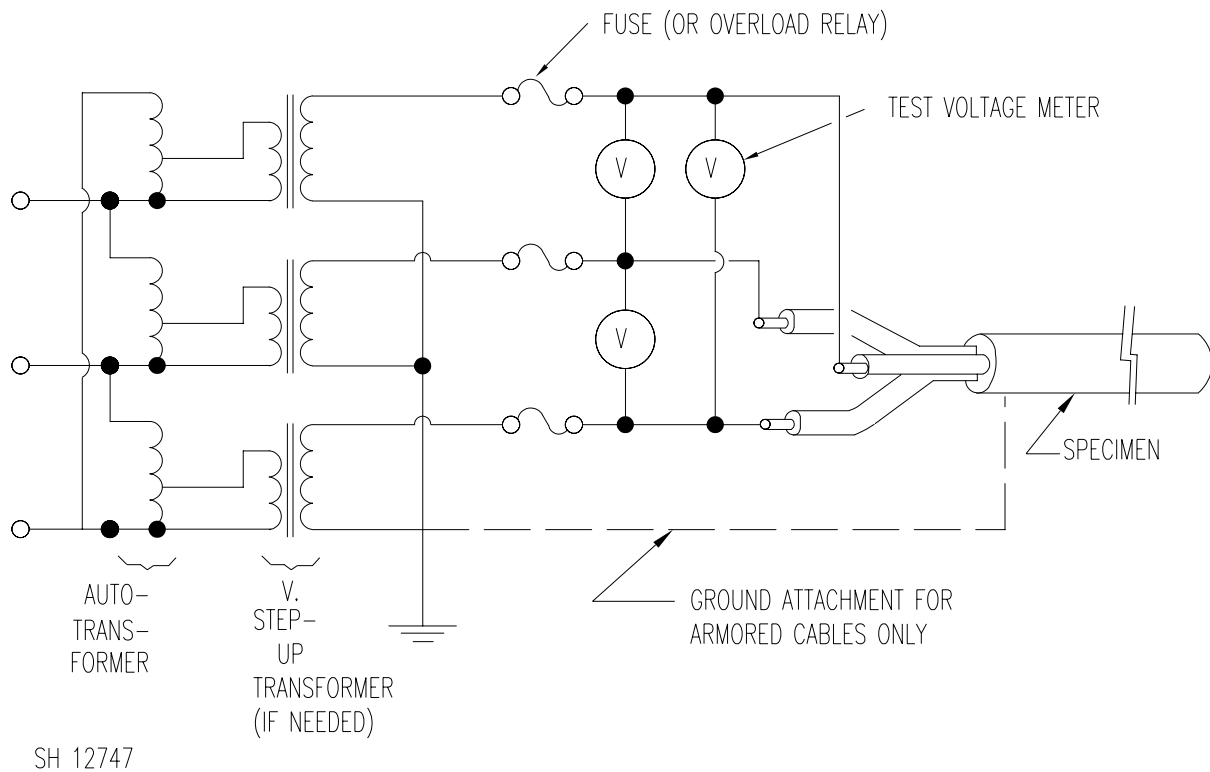 FUSE (OR OVERLOAD RELAY)
TEST VOLTAGE METER
V
V
V
SPECIMEN
AUTO-
TRANS-
FORMER
V.
STEP-
UP
TRANSFORMER
(IF NEEDED)
GROUND ATTACHMENT FOR
ARMORED CABLES ONLY
SH 12747